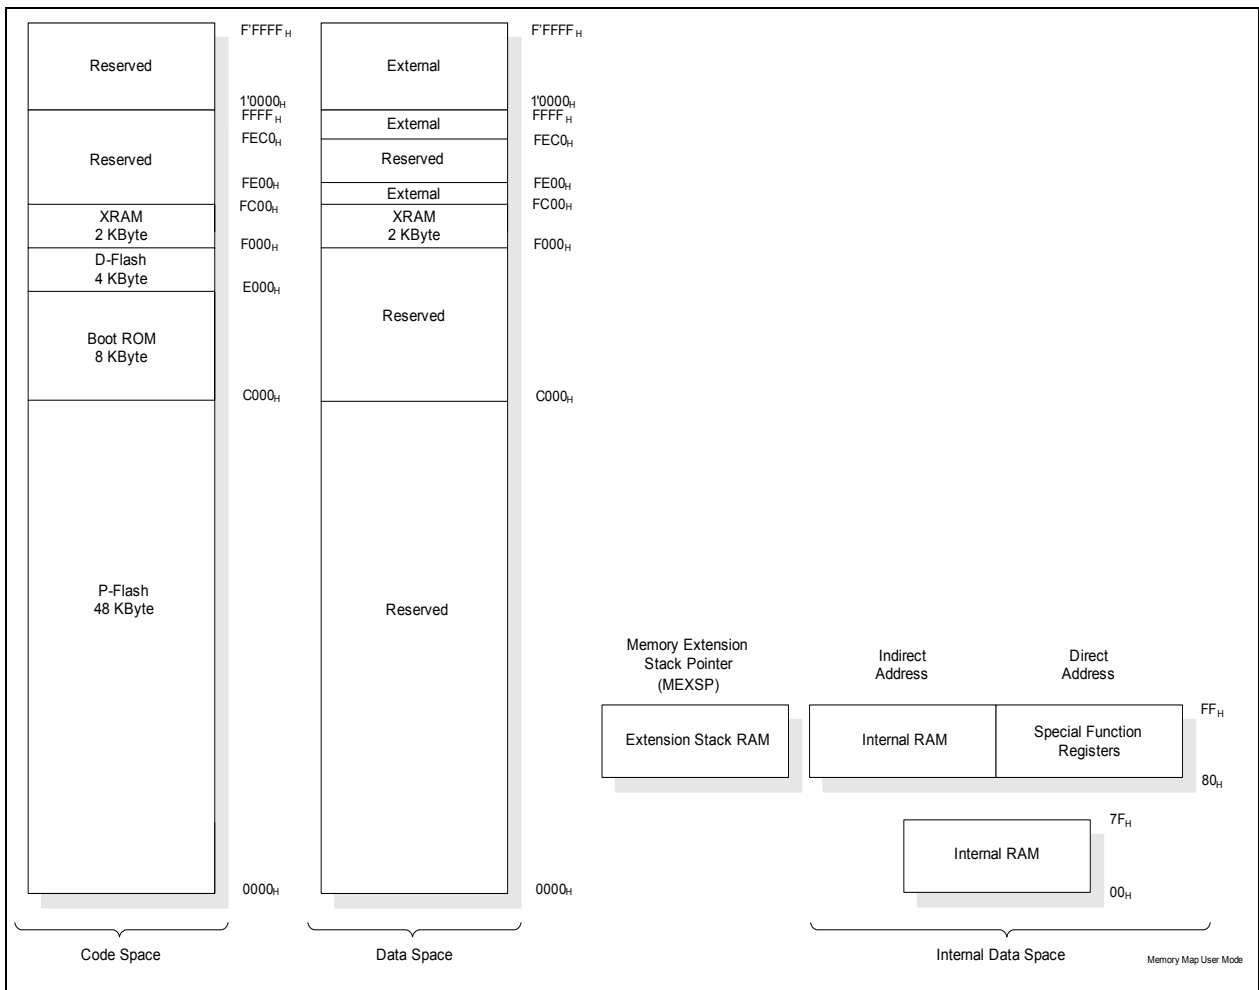 F'FFFFH
Reserved
1'0000H
FFFFH
FEC0H
Reserved
FE00H
FC00H
XRAM
2 KByte
F000H
D-Flash
4 KByte
E000H
Boot ROM
8 KByte
C000H
P-Flash
48 KByte
0000H
Code Space
F'FFFFH
External
1'0000H
FFFFH
External
FEC0H
Reserved
FE00H
External
FC00H
XRAM
2 KByte
F000H
Reserved
C000H
Reserved
0000H
Data Space
Memory Extension
Stack Pointer
(MEXSP)
Extension Stack RAM
Indirect
Address
Direct
Address
Internal RAM
Special Function
Registers
FFH
80H
7FH
Internal RAM
00H
Internal Data Space
Memory Map User Mode